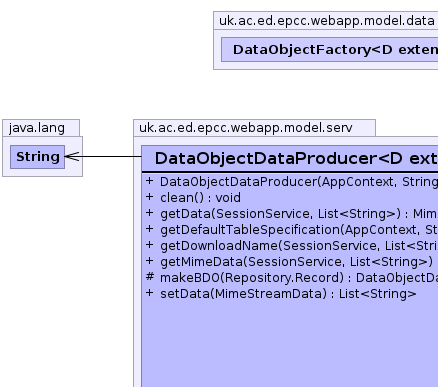 uk.ac.ed.epcc.webapp.model.data
DataObjectFactory<D exten
java.lang
String
uk.ac.ed.epcc.webapp.model.serv
DataObjectDataProducer<D ext
+ DataObjectDataProducer(AppContext, String
+ clean() : void
+ getData(SessionService, List<String>) : Mim
+ getDefaultTableSpecification(AppContext, St
+ getDownloadName(SessionService, List<Stri
+ getMimeData(SessionService, List<String>)
# makeBDO(Repository.Record) : DataObjectDa
+ setData(MimeStreamData) : List<String>